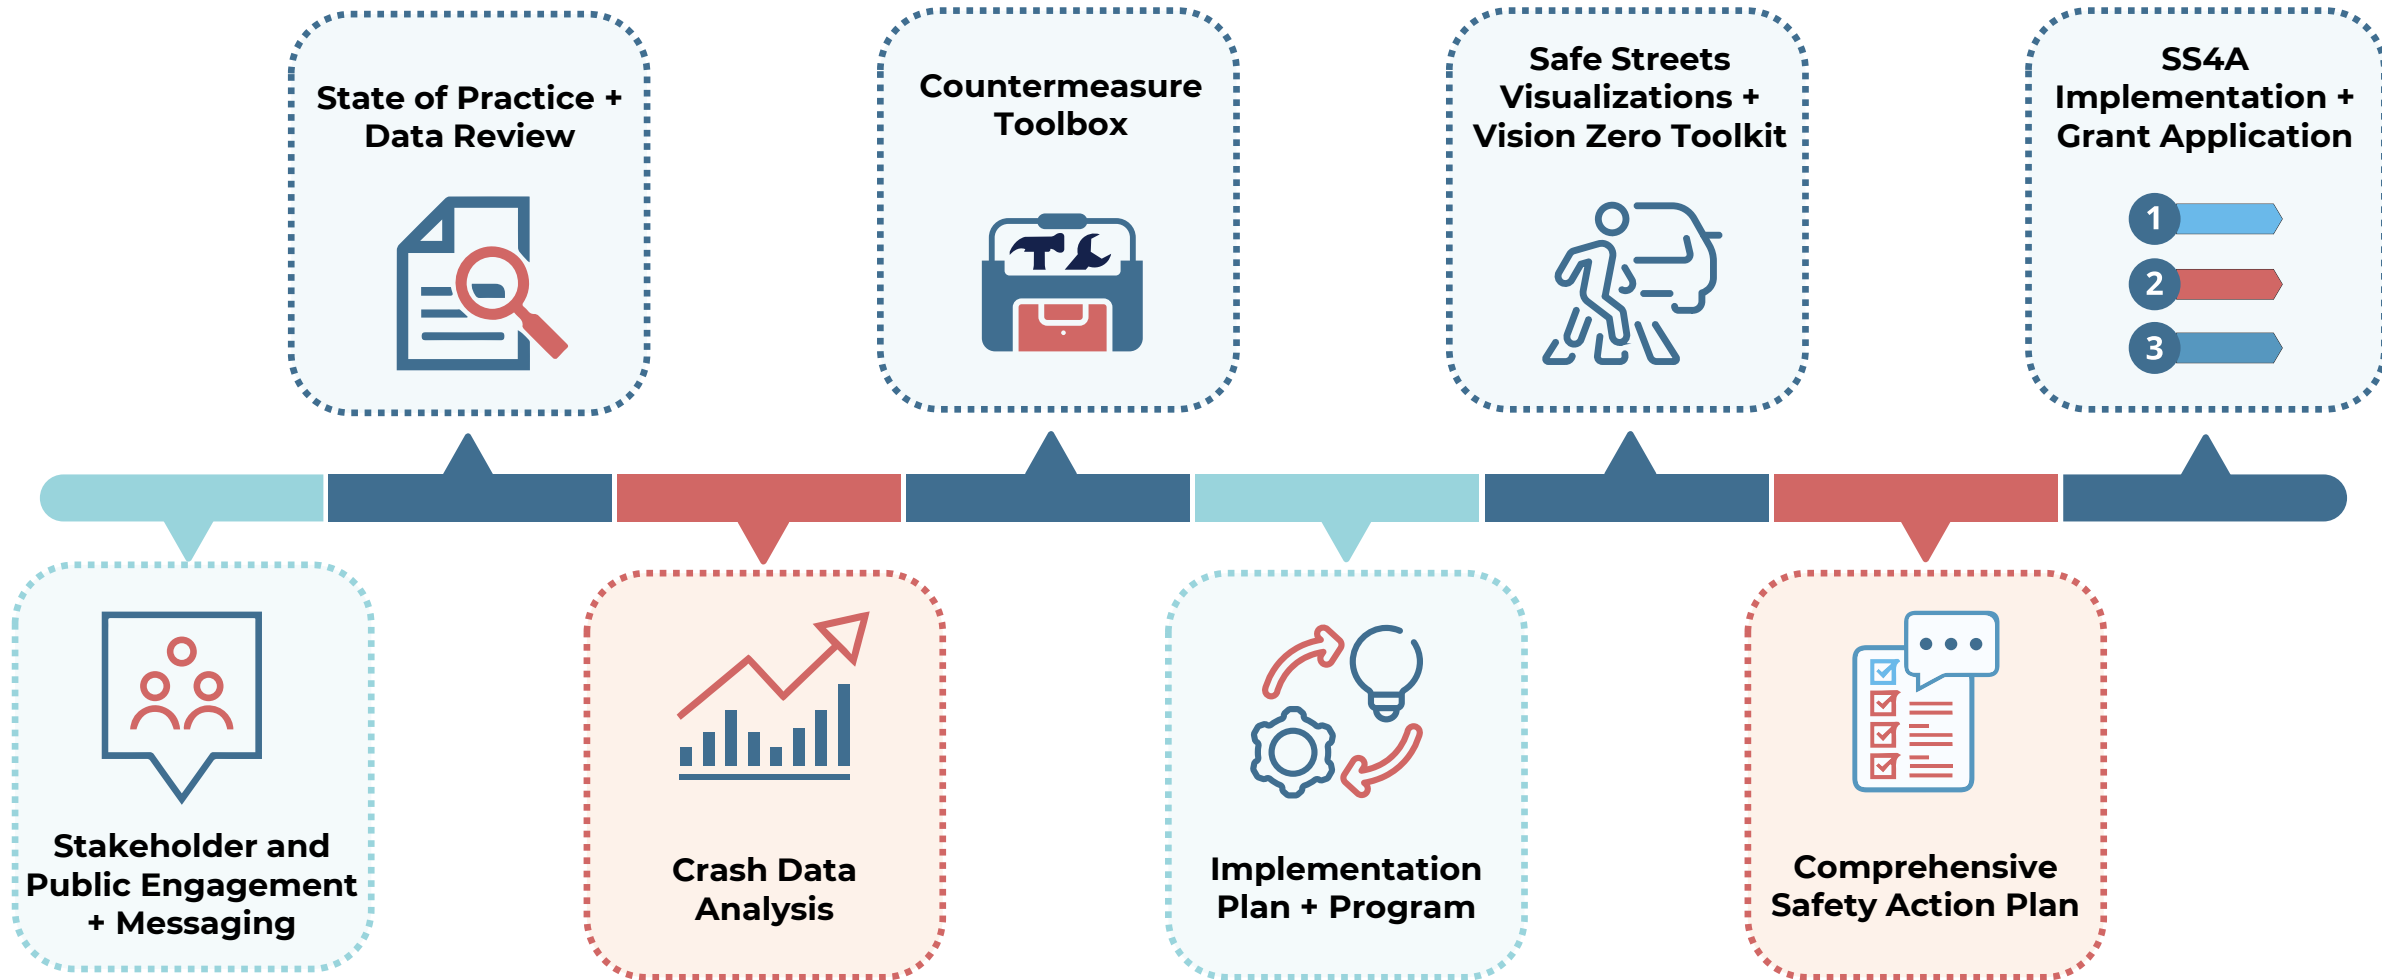 State of Practice +
Data Review
Countermeasure
Toolbox
Safe Streets
Visualizations +
Vision Zero Toolkit
SS4A
Implementation +
Grant Application
1
2
3
Stakeholder and
Public Engagement
+ Messaging
Crash Data
Analysis
Implementation
Plan + Program
Comprehensive
Safety Action Plan